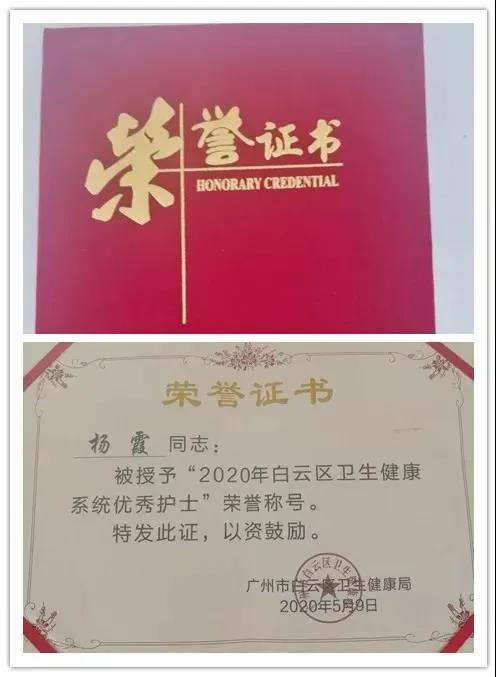 荣誉证书
HONORARY CREDENTIAL
荣誉证书
杨霞 同志：
被授予“2020年白云区卫生健康
系统优秀护士”荣誉称号。
特发此证，以资鼓励。
广州市白云区卫生健康局
2020年5月9日